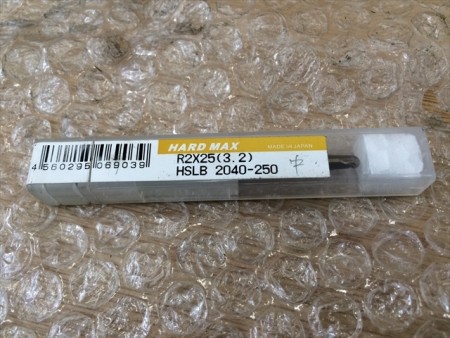 HARD MAX MADE IN JAPAN
R2X25(3.2)
HSLB 2040-250 中
4560295069039